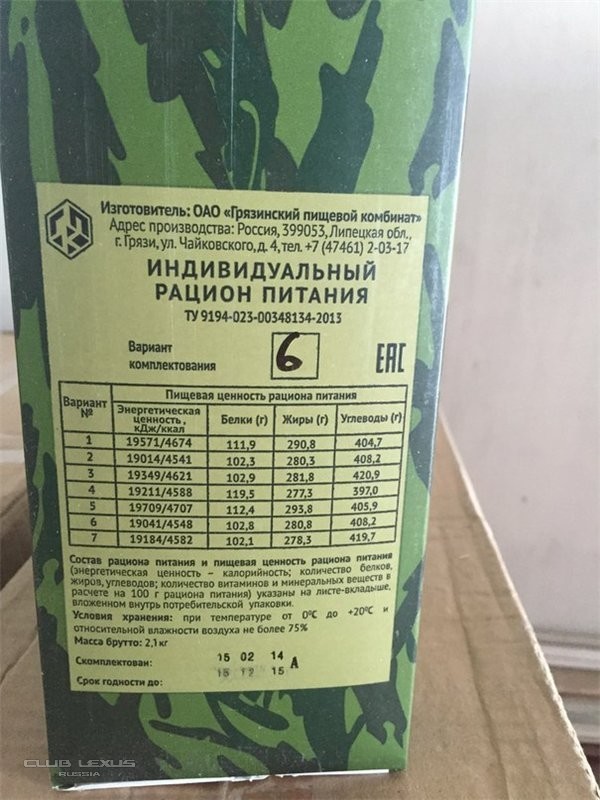 Изготовитель: ОАО «Грязинский пищевой комбинат»
Адрес производства: Россия, 399053, Липецкая обл.,
г. Грязи, ул. Чайковского, д. 4, тел. +7 (47461) 2-03-17
ИНДИВИДУАЛЬНЫЙ
РАЦИОН ПИТАНИЯ
ТУ 9194-023-00348134-2013
Вариант комплектования 6 ЕАС
Вариант № Пищевая ценность рациона питания
Энергетическая ценность, кДж/ккал Белки (г) Жиры (г) Углеводы (г)
1 19571/4674 111,9 290,8 404,7
2 19014/4541 102,3 280,3 408,2
3 19349/4621 102,9 281,8 420,9
4 19211/4588 119,5 277,3 397,0
5 19709/4707 112,4 293,8 405,9
6 19041/4548 102,8 280,8 408,2
7 19184/4582 102,1 278,3 419,7
Состав рациона питания и пищевая ценность рациона питания
(энергетическая ценность – калорийность; количество белков,
жиров, углеводов; количество витаминов и минеральных веществ в
расчете на 100 г рациона питания) указаны на листе-вкладыше,
вложенном внутрь потребительской упаковки.
Условия хранения: при температуре от 0°С до +20°С и
относительной влажности воздуха не более 75%
Масса брутто: 2,1кг
Скомплектован: 15 02 14 А
Срок годности до: 15 12 15
CLUB LEXUS
RUSSIA